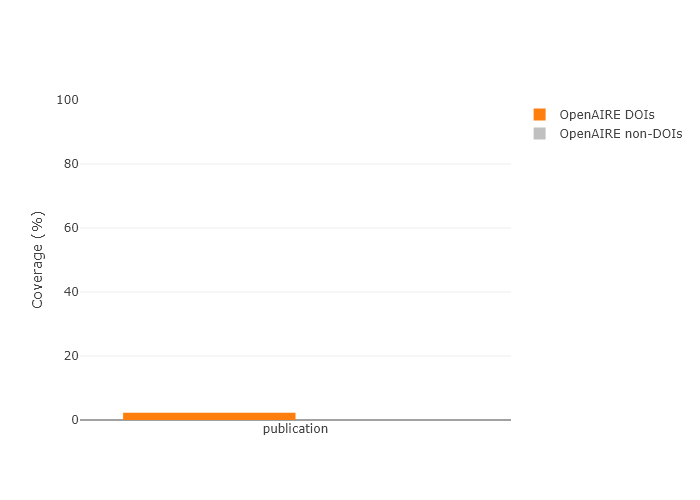 100
80
60
40
20
0
Coverage (%)
publication
OpenAIRE DOIs
OpenAIRE non-DOIs